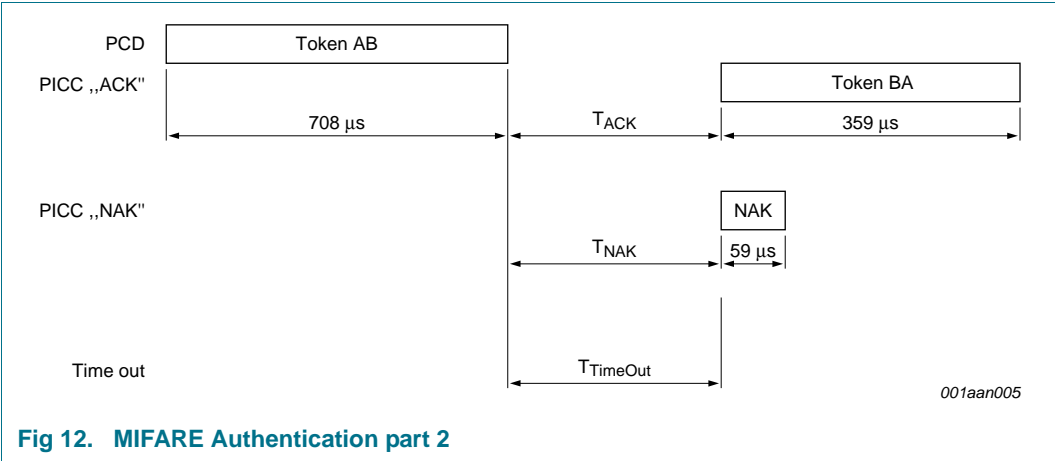 PCD Token AB
PICC ,,ACK" Token BA
708 µs TACK 359 µs
PICC ,,NAK" NAK
TNAK 59 µs
Time out TTimeOut
001aan005
Fig 12. MIFARE Authentication part 2